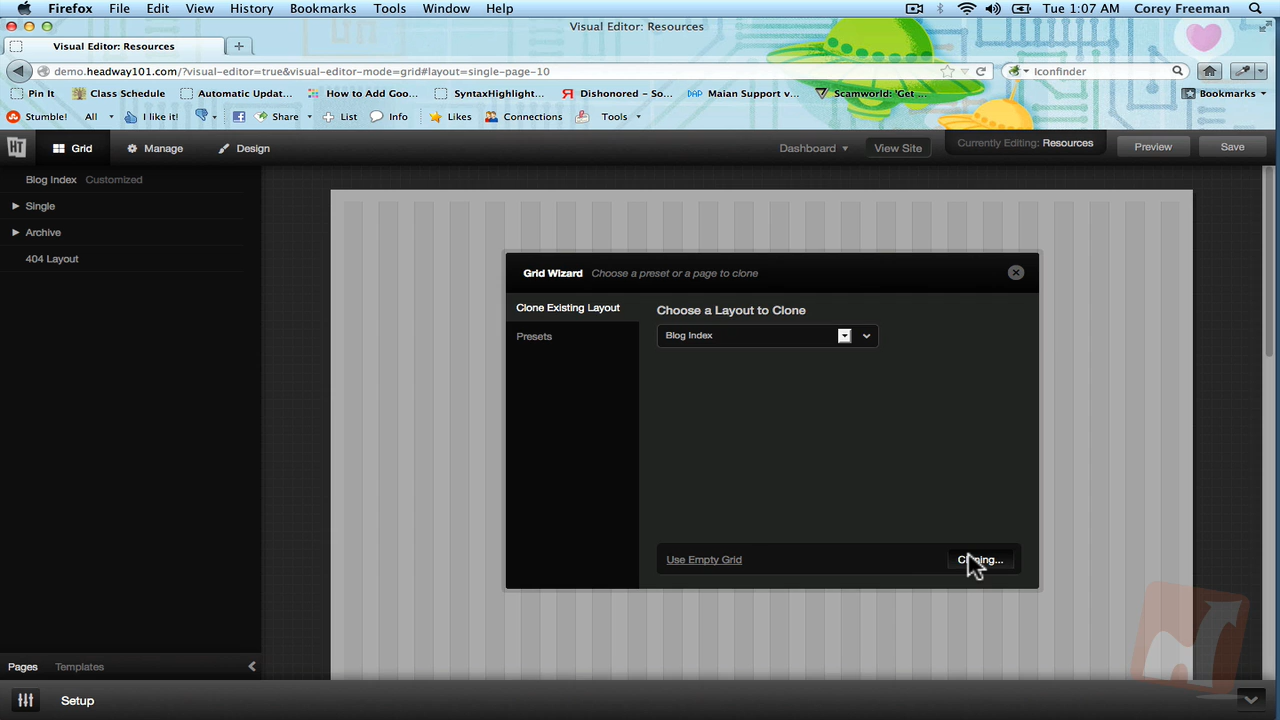 Firefox File Edit View History Bookmarks Tools Window Help Tue 1:07 AM Corey Freeman
Visual Editor: Resources
Visual Editor: Resources
demo.headway101.com/?visual-editor=true&visual-editor-mode=grid#layout=single-page-10 Iconfinder
Pin It Class Schedule Automatic Updat... How to Add Goo... SyntaxHighlight... Dishonored - So... DAP Maian Support v... Scamworld: 'Get ... Bookmarks
Stumble! All I like it! Share List Info Likes Connections Tools
HT Grid Manage Design Dashboard View Site Currently Editing: Resources Preview Save
Blog Index Customized
Single
Archive
404 Layout
Grid Wizard Choose a preset or a page to clone
Clone Existing Layout
Presets
Choose a Layout to Clone
Blog Index
Use Empty Grid
Pages Templates
Setup